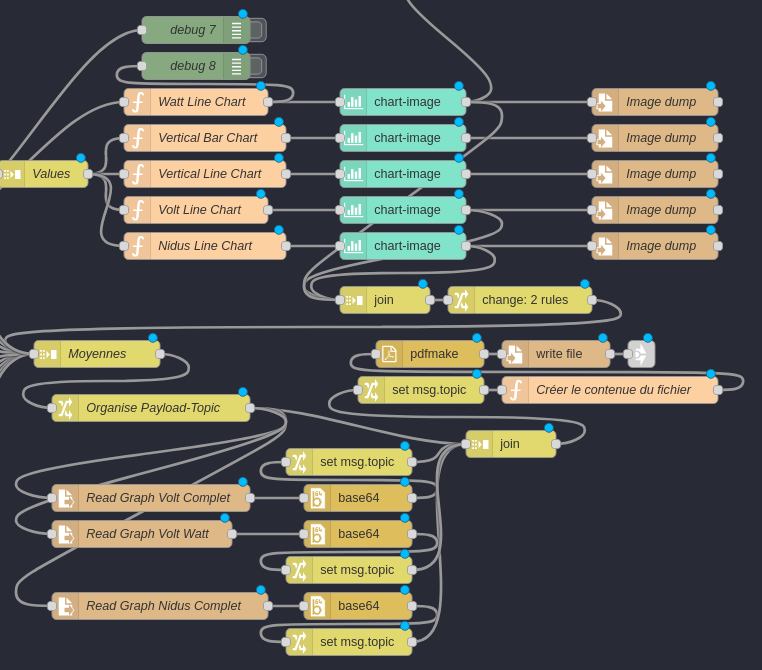 debug 7
debug 8
Watt Line Chart
chart-image
Image dump
Vertical Bar Chart
chart-image
Image dump
Values
Vertical Line Chart
chart-image
Image dump
Volt Line Chart
chart-image
Image dump
Nidus Line Chart
chart-image
Image dump
join
change: 2 rules
Moyennes
pdfmake
write file
set msg.topic
Créer le contenue du fichier
Organise Payload-Topic
join
set msg.topic
Read Graph Volt Complet
base64
Read Graph Volt Watt
base64
set msg.topic
Read Graph Nidus Complet
base64
set msg.topic